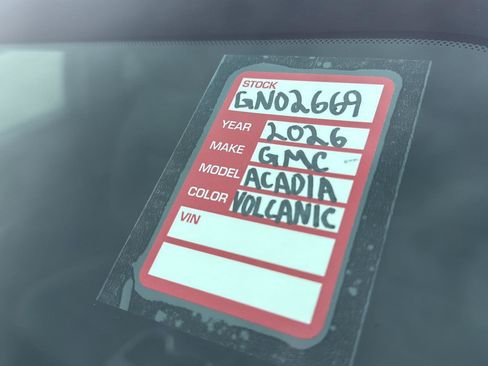 STOCK
GN02669
YEAR 2026
MAKE GMC
MODEL ACADIA
COLOR VOLCANIC
VIN